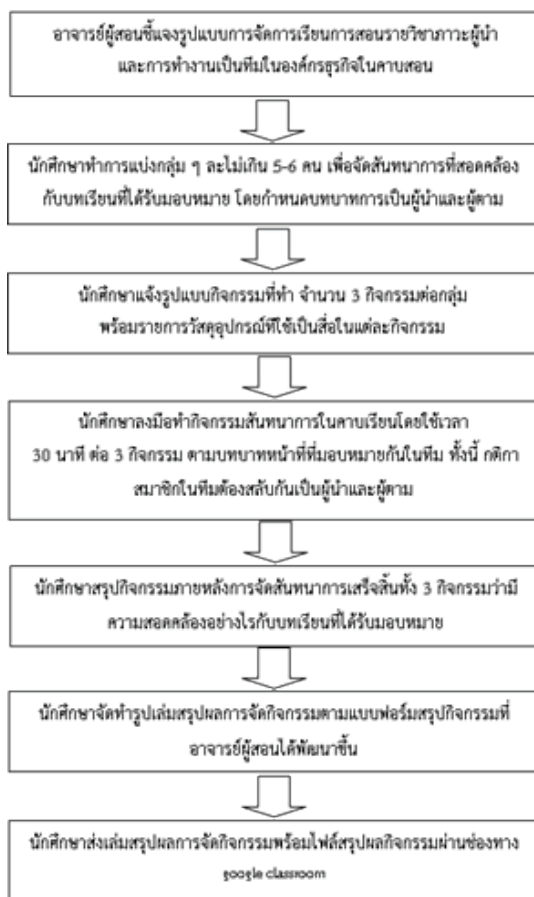 อาจารย์ผู้สอนชี้แจงรูปแบบการจัดการเรียนการสอนรายวิชาภาวะผู้นำ
และการทำงานเป็นทีมในองค์กรธุรกิจในคาบสอน
นักศึกษาทำการแบ่งกลุ่ม ๆ ละไม่เกิน 5-6 คน เพื่อจัดสันทนาการที่สอดคล้อง
กับบทเรียนที่ได้รับมอบหมาย โดยกำหนดบทบาทการเป็นผู้นำและผู้ตาม
นักศึกษาแจ้งรูปแบบกิจกรรมที่ทำ จำนวน 3 กิจกรรมต่อกลุ่ม
พร้อมรายการวัสดุอุปกรณ์ที่ใช้เป็นสื่อในแต่ละกิจกรรม
นักศึกษาลงมือทำกิจกรรมสันทนาการในคาบเรียนโดยใช้เวลา
30 นาที ต่อ 3 กิจกรรม ตามบทบาทหน้าที่ที่มอบหมายกันในทีม ทั้งนี้ กติกา
สมาชิกในทีมต้องสลับกันเป็นผู้นำและผู้ตาม
นักศึกษาสรุปกิจกรรมภายหลังการจัดสันทนาการเสร็จสิ้นทั้ง 3 กิจกรรมว่ามี
ความสอดคล้องอย่างไรกับบทเรียนที่ได้รับมอบหมาย
นักศึกษาจัดทำรูปเล่มสรุปผลการจัดกิจกรรมตามแบบฟอร์มสรุปกิจกรรมที่
อาจารย์ผู้สอนได้พัฒนาขึ้น
นักศึกษาส่งเล่มสรุปผลการจัดกิจกรรมพร้อมไฟล์สรุปผลกิจกรรมผ่านช่องทาง
google classroom